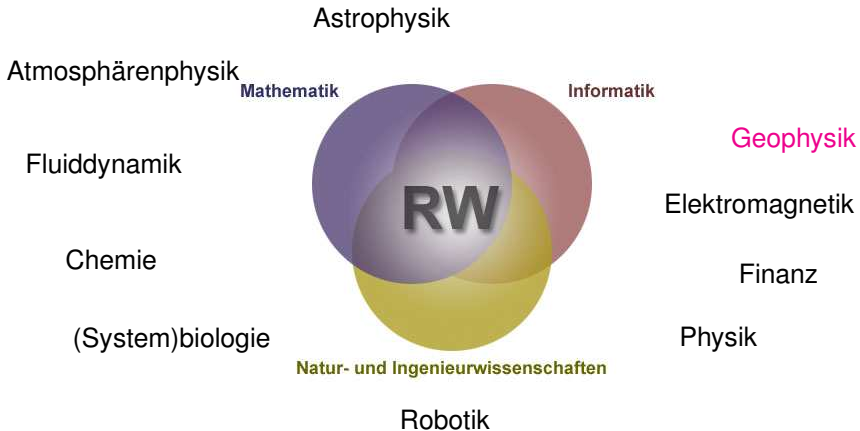 Astrophysik
Atmosphärenphysik
Mathematik
Informatik
Geophysik
Fluiddynamik
RW
Elektromagnetik
Chemie
Finanz
(System)biologie
Physik
Natur- und Ingenieurwissenschaften
Robotik